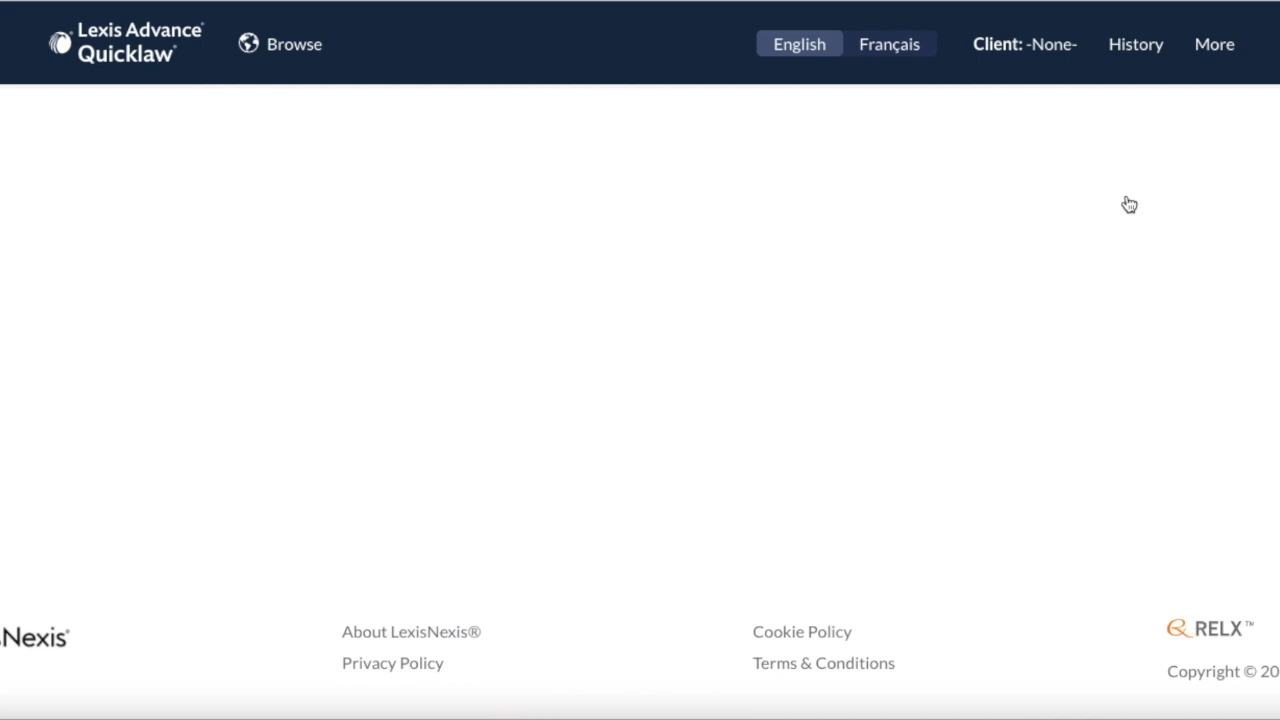 Lexis Advance®
Quicklaw®
Browse
English
Français
Client: -None-
History
More
Nexis®
About LexisNexis®
Privacy Policy
Cookie Policy
Terms & Conditions
RELX™
Copyright © 20